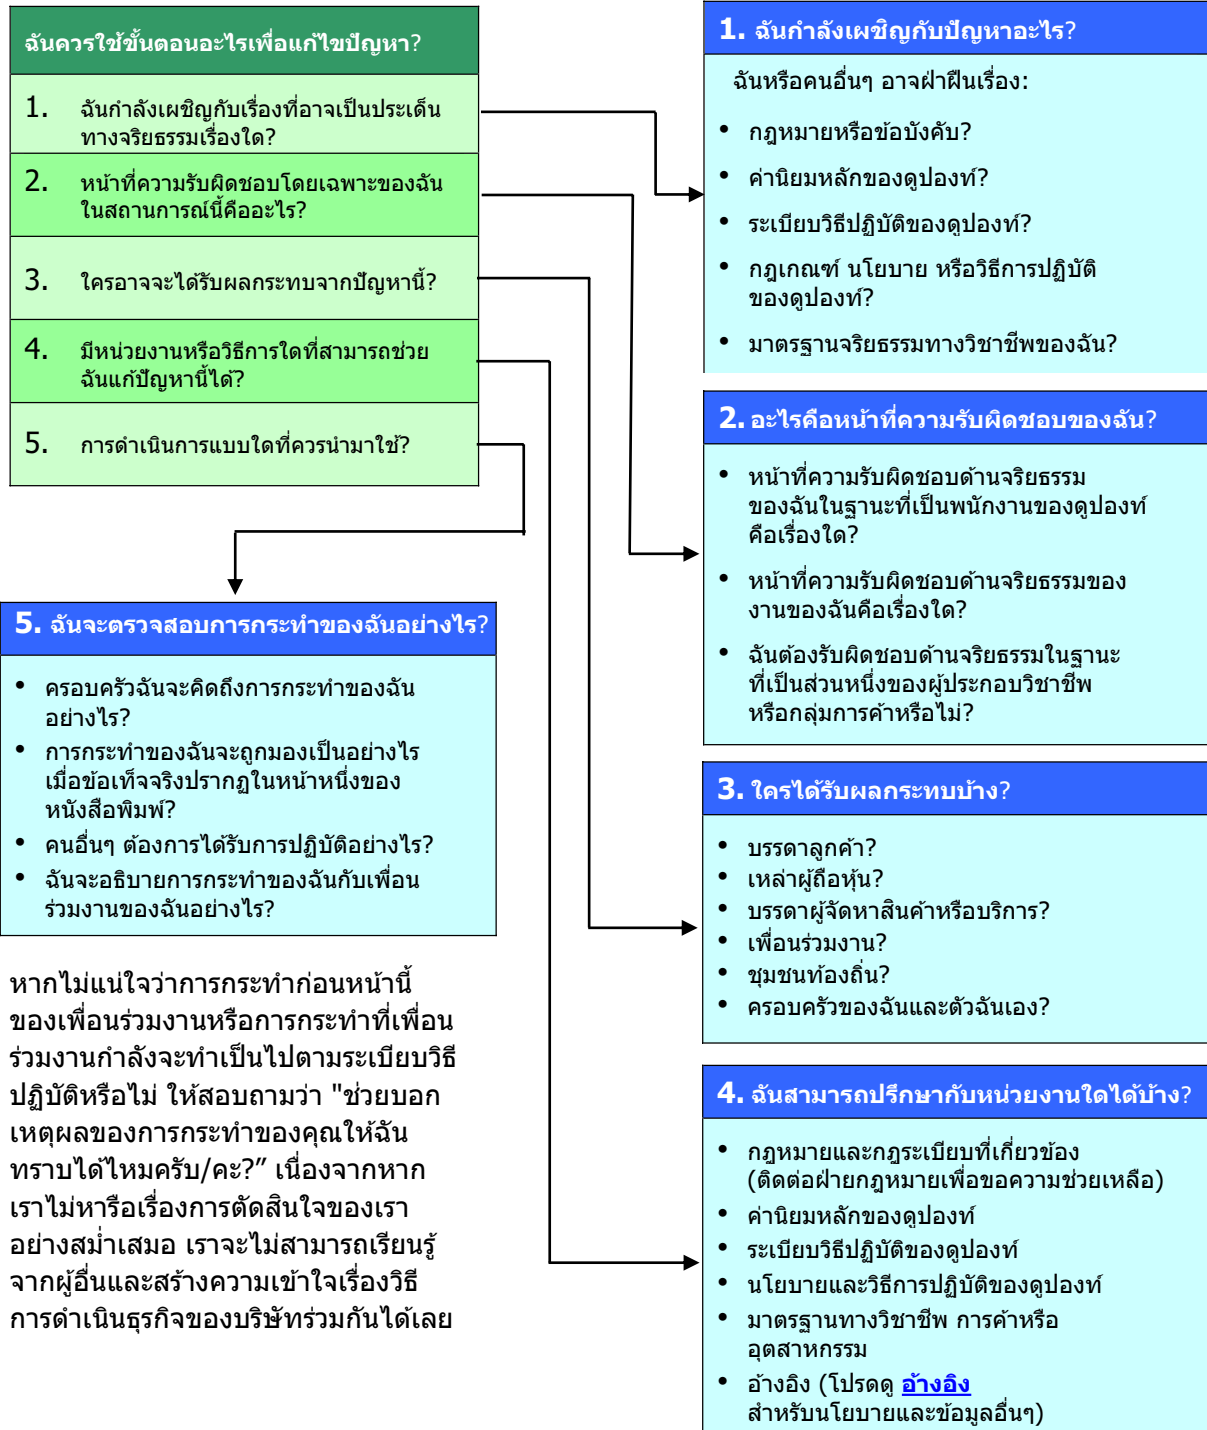 ฉันควรใช้ขั้นตอนอะไรเพื่อแก้ไขปัญหา?
1. ฉันกำลังเผชิญกับเรื่องที่อาจเป็นประเด็น
ทางจริยธรรมเรื่องใด?
2. หน้าที่ความรับผิดชอบโดยเฉพาะของฉัน
ในสถานการณ์นี้คืออะไร?
3. ใครอาจจะได้รับผลกระทบจากปัญหานี้?
4. มีหน่วยงานหรือวิธีการใดที่สามารถช่วย
ฉันแก้ปัญหานี้ได้?
5. การดำเนินการแบบใดที่ควรนำมาใช้?
1. ฉันกำลังเผชิญกับปัญหาอะไร?
ฉันหรือคนอื่นๆ อาจฝ่าฝืนเรื่อง:
• กฎหมายหรือข้อบังคับ?
• ค่านิยมหลักของดูปองท์?
• ระเบียบวิธีปฏิบัติของดูปองท์?
• กฎเกณฑ์ นโยบาย หรือวิธีการปฏิบัติ
ของดูปองท์?
• มาตรฐานจริยธรรมทางวิชาชีพของฉัน?
2. อะไรคือหน้าที่ความรับผิดชอบของฉัน?
• หน้าที่ความรับผิดชอบด้านจริยธรรม
ของฉันในฐานะที่เป็นพนักงานของดูปองท์
คือเรื่องใด?
• หน้าที่ความรับผิดชอบด้านจริยธรรมของ
งานของฉันคือเรื่องใด?
• ฉันต้องรับผิดชอบด้านจริยธรรมในฐานะ
ที่เป็นส่วนหนึ่งของผู้ประกอบวิชาชีพ
หรือกลุ่มการค้าหรือไม่?
3. ใครได้รับผลกระทบบ้าง?
• บรรดาลูกค้า?
• เหล่าผู้ถือหุ้น?
• บรรดาผู้จัดหาสินค้าหรือบริการ?
• เพื่อนร่วมงาน?
• ชุมชนท้องถิ่น?
• ครอบครัวของฉันและตัวฉันเอง?
4. ฉันสามารถปรึกษากับหน่วยงานใดได้บ้าง?
• กฎหมายและกฎระเบียบที่เกี่ยวข้อง
(ติดต่อฝ่ายกฎหมายเพื่อขอความช่วยเหลือ)
• ค่านิยมหลักของดูปองท์
• ระเบียบวิธีปฏิบัติของดูปองท์
• นโยบายและวิธีการปฏิบัติของดูปองท์
• มาตรฐานทางวิชาชีพ การค้าหรือ
อุตสาหกรรม
• อ้างอิง (โปรดดู อ้างอิง
สำหรับนโยบายและข้อมูลอื่นๆ)
5. ฉันจะตรวจสอบการกระทำของฉันอย่างไร?
• ครอบครัวฉันจะคิดถึงการกระทำของฉัน
อย่างไร?
• การกระทำของฉันจะถูกมองเป็นอย่างไร
เมื่อข้อเท็จจริงปรากฏในหน้าหนึ่งของ
หนังสือพิมพ์?
• คนอื่นๆ ต้องการได้รับการปฏิบัติอย่างไร?
• ฉันจะอธิบายการกระทำของฉันกับเพื่อน
ร่วมงานของฉันอย่างไร?
หากไม่แน่ใจว่าการกระทำก่อนหน้านี้
ของเพื่อนร่วมงานหรือการกระทำที่เพื่อน
ร่วมงานกำลังจะทำเป็นไปตามระเบียบวิธี
ปฏิบัติหรือไม่ ให้สอบถามว่า "ช่วยบอก
เหตุผลของการกระทำของคุณให้ฉัน
ทราบได้ไหมครับ/คะ?” เนื่องจากหาก
เราไม่หารือเรื่องการตัดสินใจของเรา
อย่างสม่ำเสมอ เราจะไม่สามารถเรียนรู้
จากผู้อื่นและสร้างความเข้าใจเรื่องวิธี
การดำเนินธุรกิจของบริษัทร่วมกันได้เลย